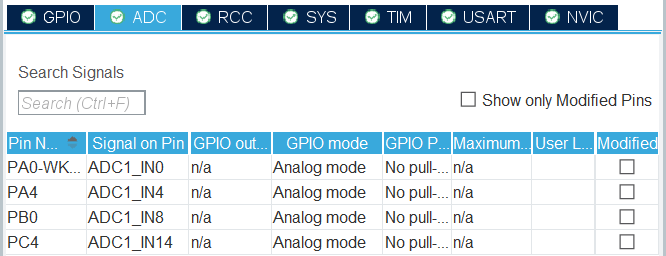 GPIO ADC RCC SYS TIM USART NVIC
Search Signals
Search (Ctrl+F)
Show only Modified Pins
Pin N... Signal on Pin GPIO out... GPIO mode GPIO P... Maximum... User L... Modified
PA0-WK... ADC1_IN0 n/a Analog mode No pull-... n/a
PA4 ADC1_IN4 n/a Analog mode No pull-... n/a
PB0 ADC1_IN8 n/a Analog mode No pull-... n/a
PC4 ADC1_IN14 n/a Analog mode No pull-... n/a